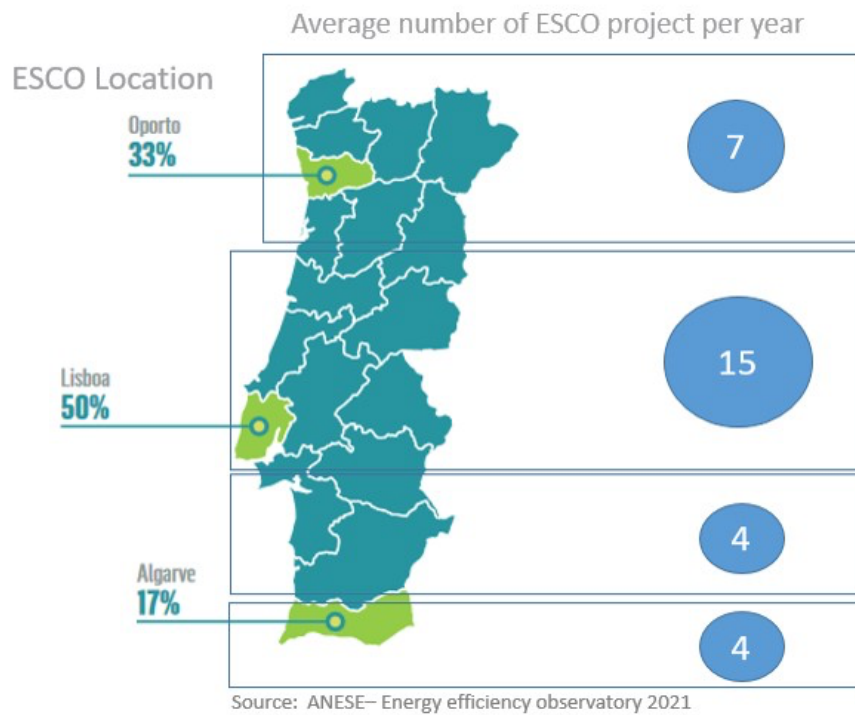 Average number of ESCO project per year
ESCO Location
Oporto
33%
7
Lisboa
50%
15
4
Algarve
17%
4
Source: ANESE– Energy efficiency observatory 2021